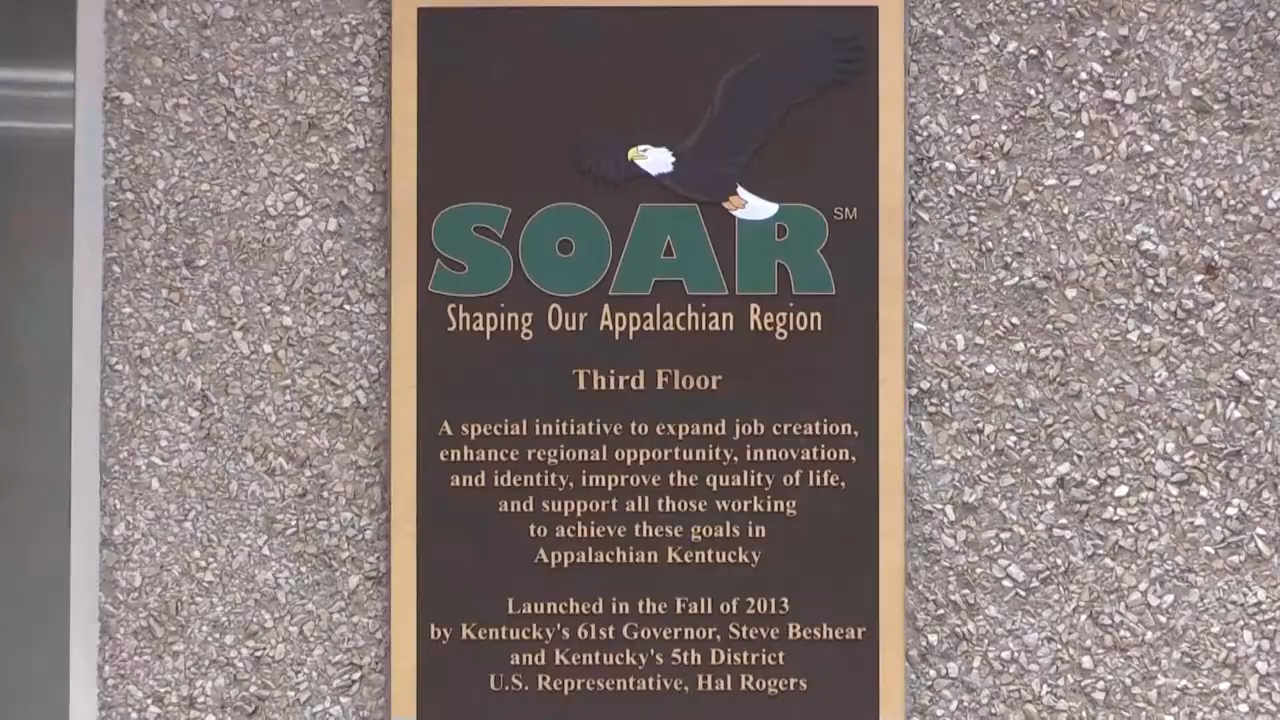 SOAR SM
Shaping Our Appalachian Region
Third Floor
A special initiative to expand job creation,
enhance regional opportunity, innovation,
and identity, improve the quality of life,
and support all those working
to achieve these goals in
Appalachian Kentucky
Launched in the Fall of 2013
by Kentucky's 61st Governor, Steve Beshear
and Kentucky's 5th District
U.S. Representative, Hal Rogers